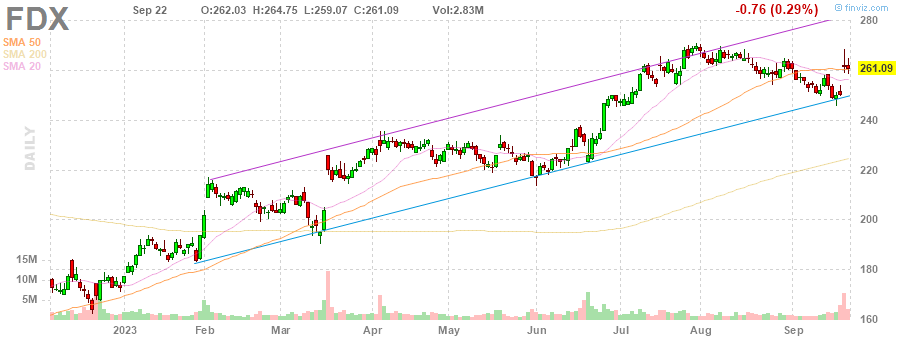 FDX Sep 22 O:262.03 H:264.75 L:259.07 C:261.09 Vol:2.83M -0.76 (0.29%) finviz.com
SMA 50
SMA 200
SMA 20
DAILY
280
261.09
240
220
200
180
160
15M
10M
5M
2023 Feb Mar Apr May Jun Jul Aug Sep